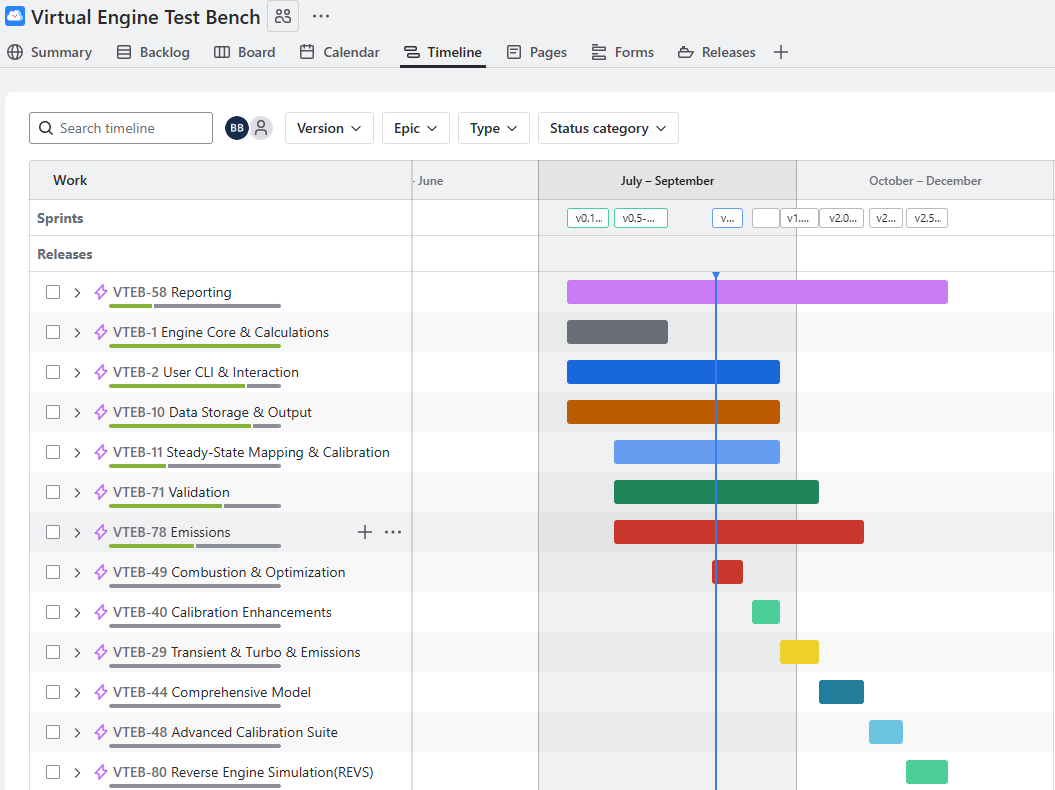 Virtual Engine Test Bench
Summary Backlog Board Calendar Timeline Pages Forms Releases
Search timeline BB Version Epic Type Status category
Work - June July – September October – December
Sprints v0.1... v0.5-... v... v1.... v2.0... v2... v2.5...
Releases
VTEB-58 Reporting
VTEB-1 Engine Core & Calculations
VTEB-2 User CLI & Interaction
VTEB-10 Data Storage & Output
VTEB-11 Steady-State Mapping & Calibration
VTEB-71 Validation
VTEB-78 Emissions
VTEB-49 Combustion & Optimization
VTEB-40 Calibration Enhancements
VTEB-29 Transient & Turbo & Emissions
VTEB-44 Comprehensive Model
VTEB-48 Advanced Calibration Suite
VTEB-80 Reverse Engine Simulation(REVS)